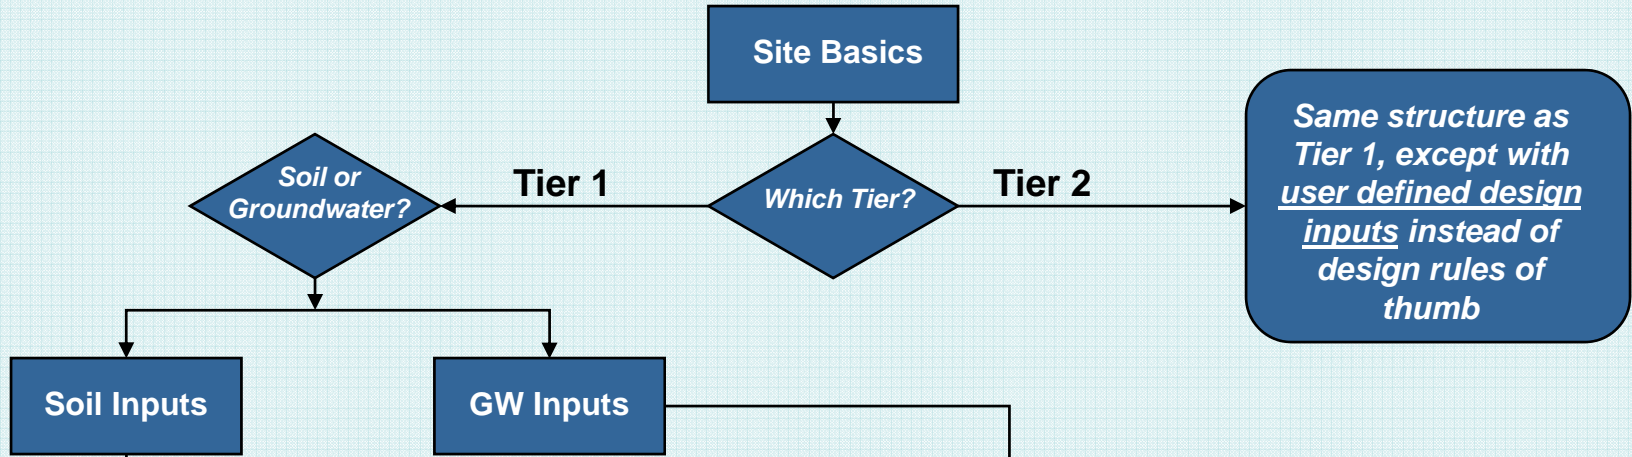 Site Basics
Same structure as
Tier 1, except with
user defined design
inputs instead of
design rules of
thumb
Soil or
Groundwater?
Tier 1
Which Tier?
Tier 2
Soil Inputs
GW Inputs